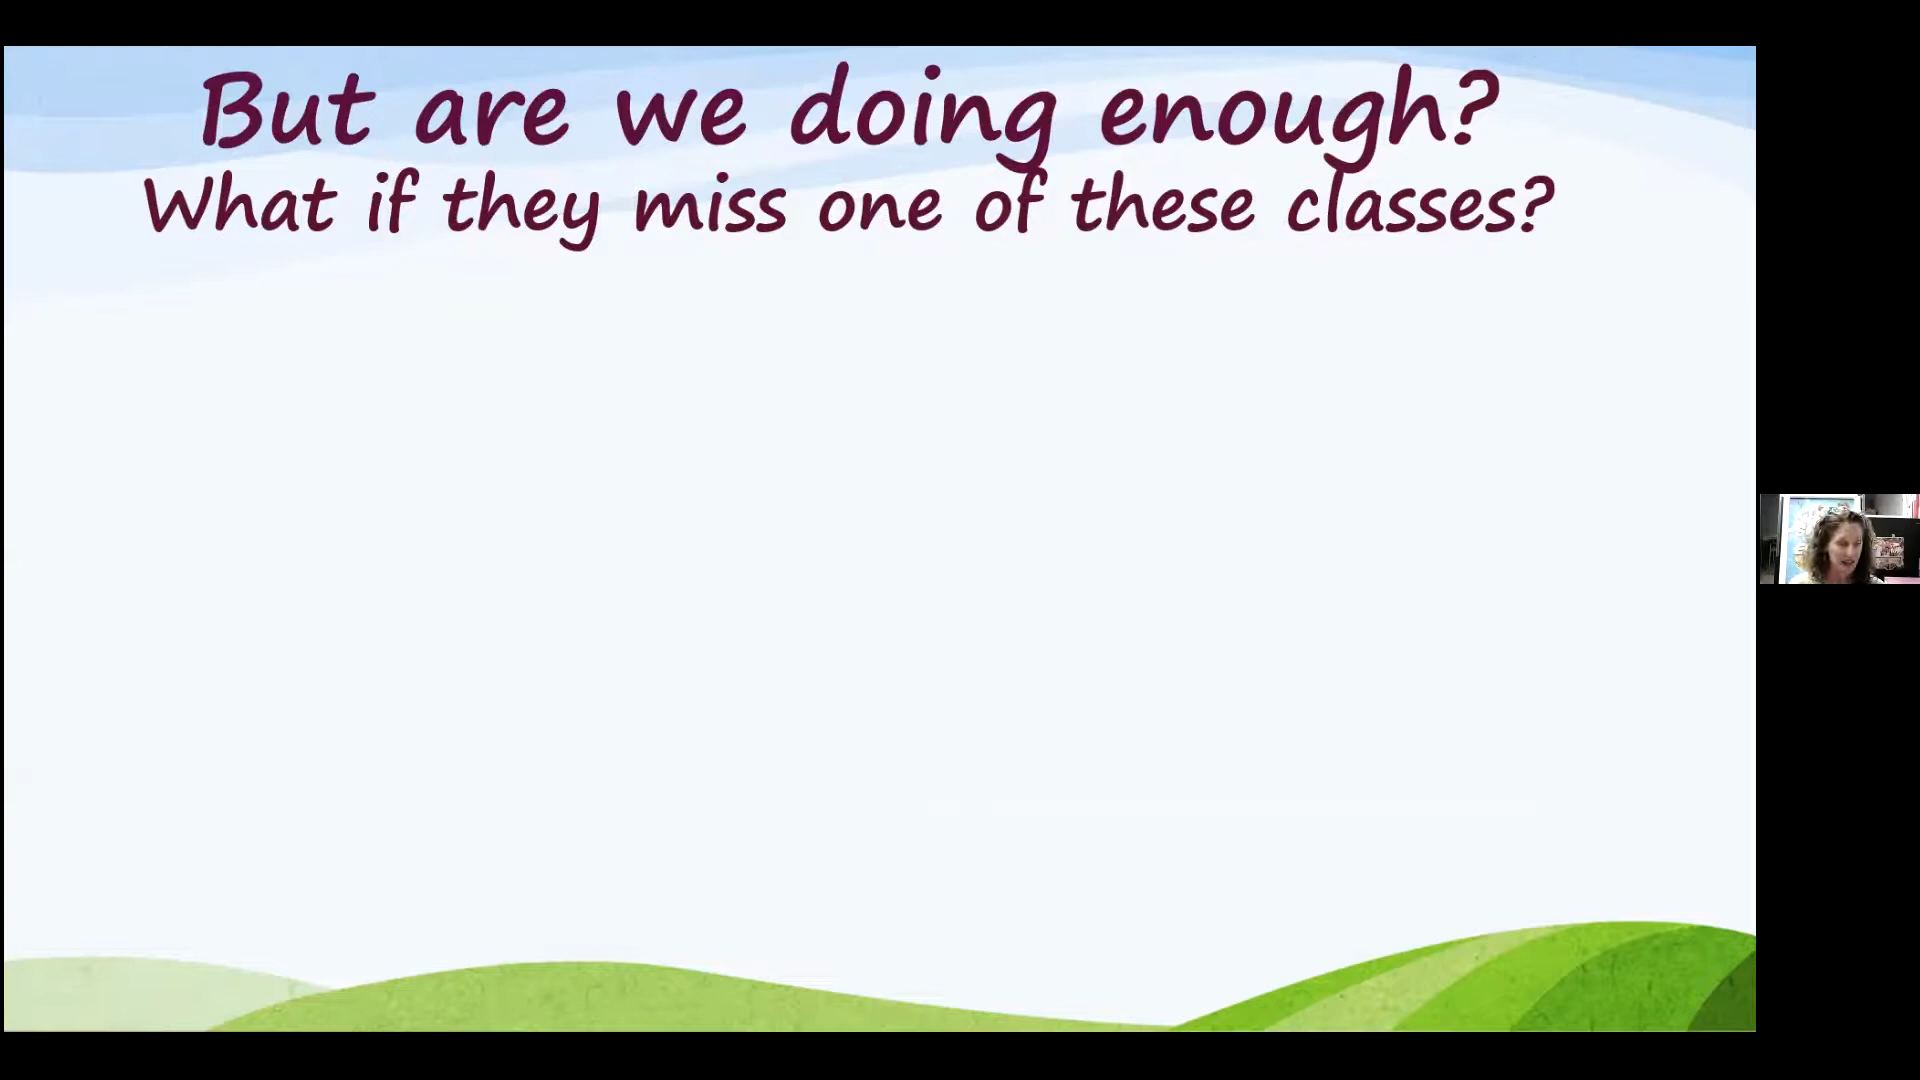 But are we doing enough?
What if they miss one of these classes?